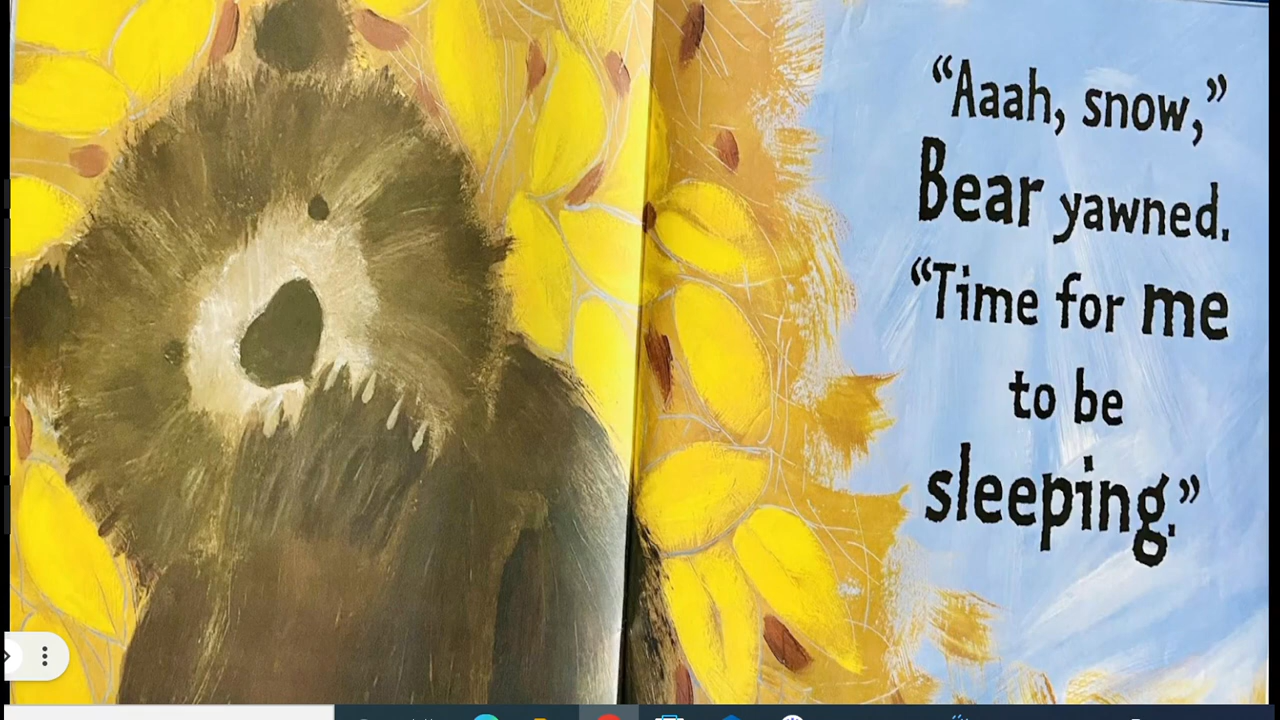 “Aaah, snow,”
Bear yawned.
“Time for me
to be
sleeping.”